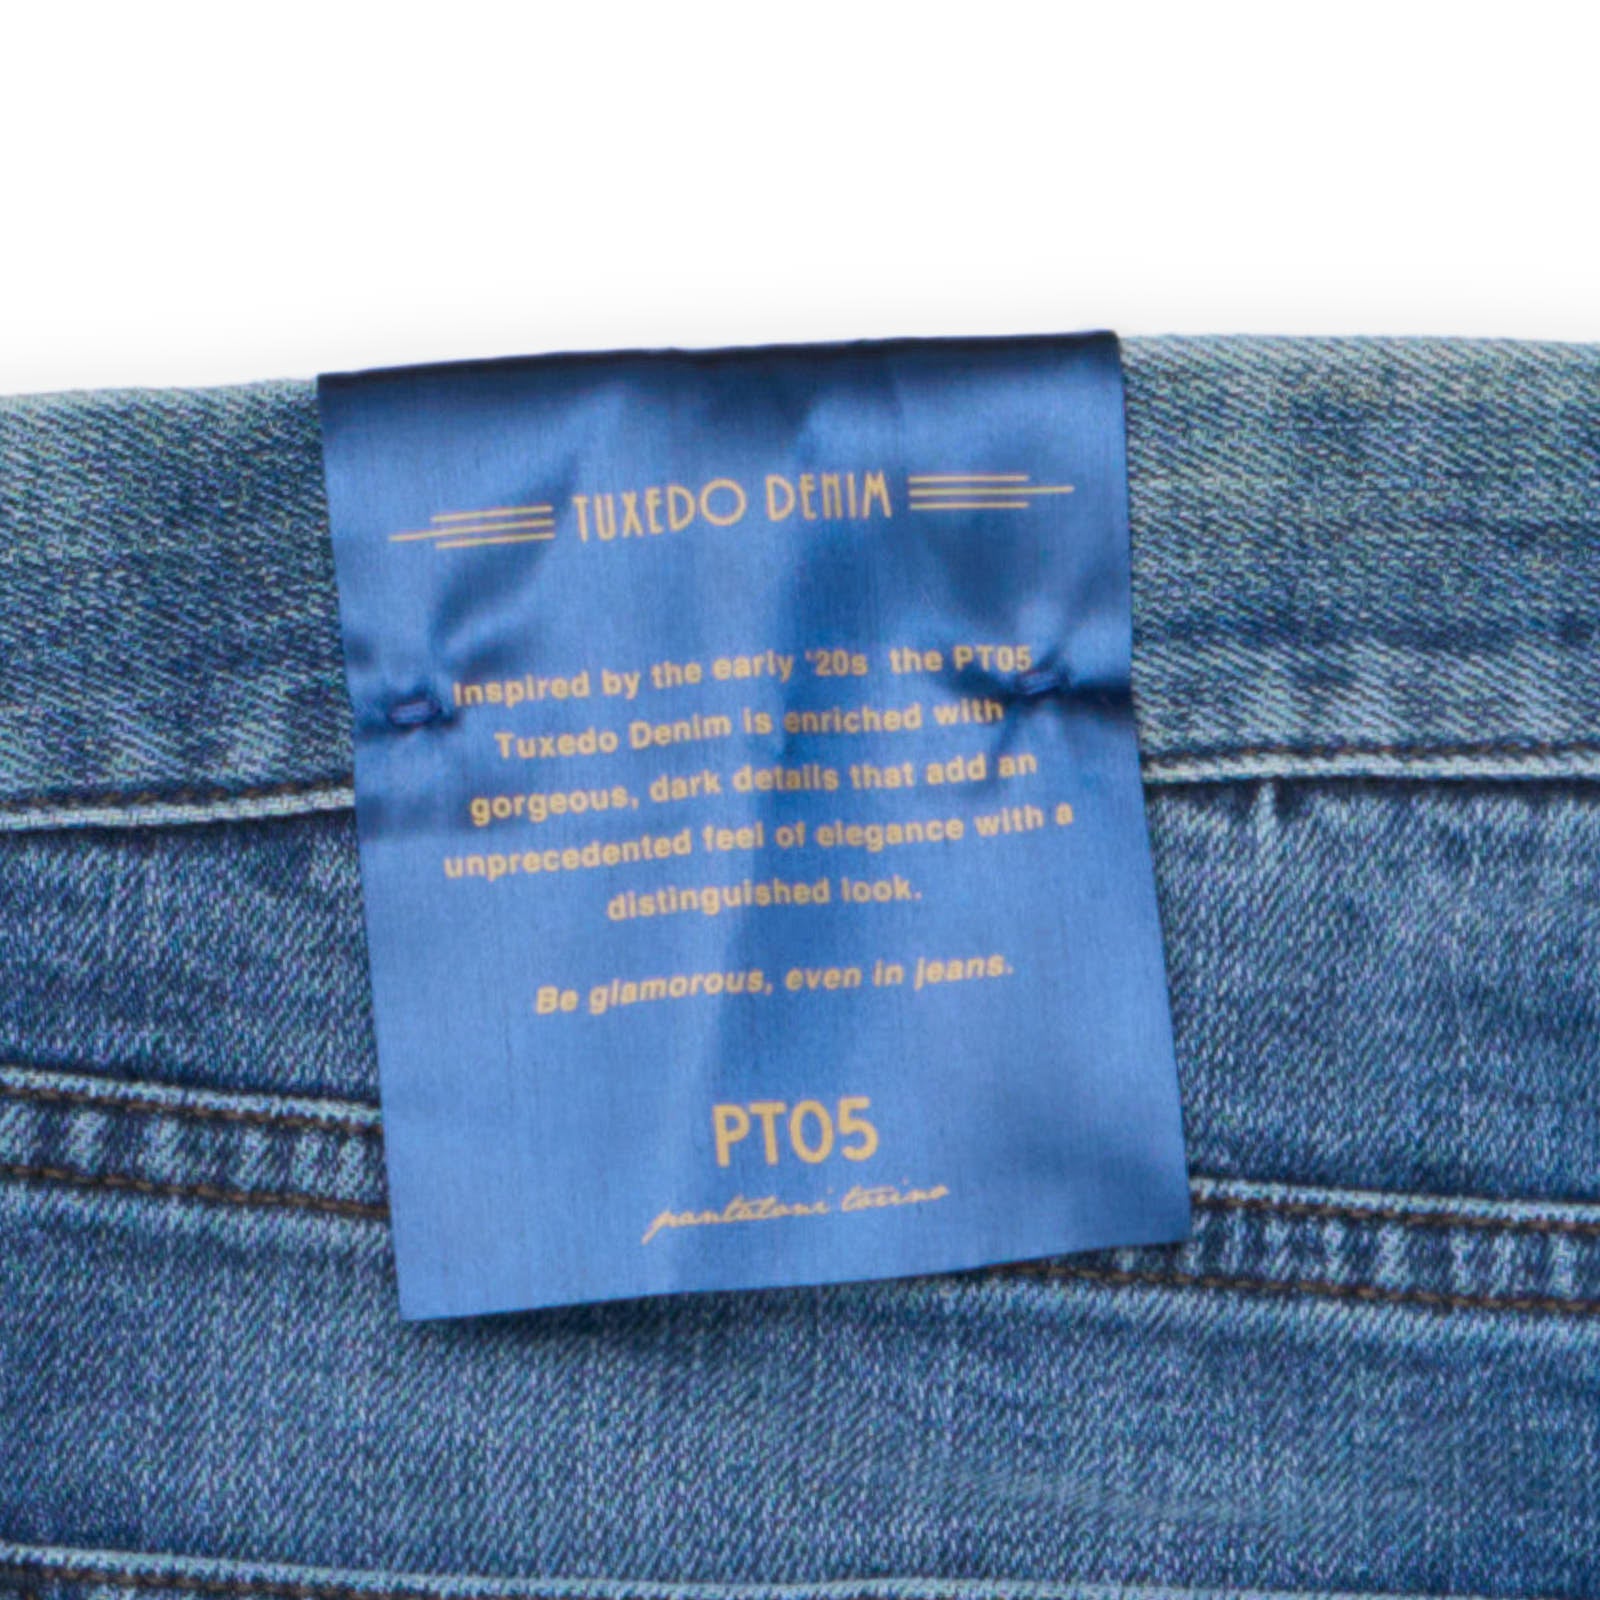 TUXEDO DENIM
Inspired by the early '20s the PT05
Tuxedo Denim is enriched with
gorgeous, dark details that add an
unprecedented feel of elegance with a
distinguished look.
Be glamorous, even in jeans.
PT05
pantaloni torino